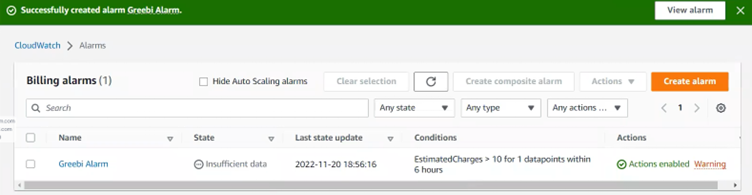 Successfully created alarm Greebi Alarm.
View alarm
CloudWatch > Alarms
Billing alarms (1)
Hide Auto Scaling alarms
Clear selection
Create composite alarm
Actions
Create alarm
Search
Any state
Any type
Any actions ...
1
Name
State
Last state update
Conditions
Actions
Greebi Alarm
Insufficient data
2022-11-20 18:56:16
EstimatedCharges > 10 for 1 datapoints within
6 hours
Actions enabled Warning